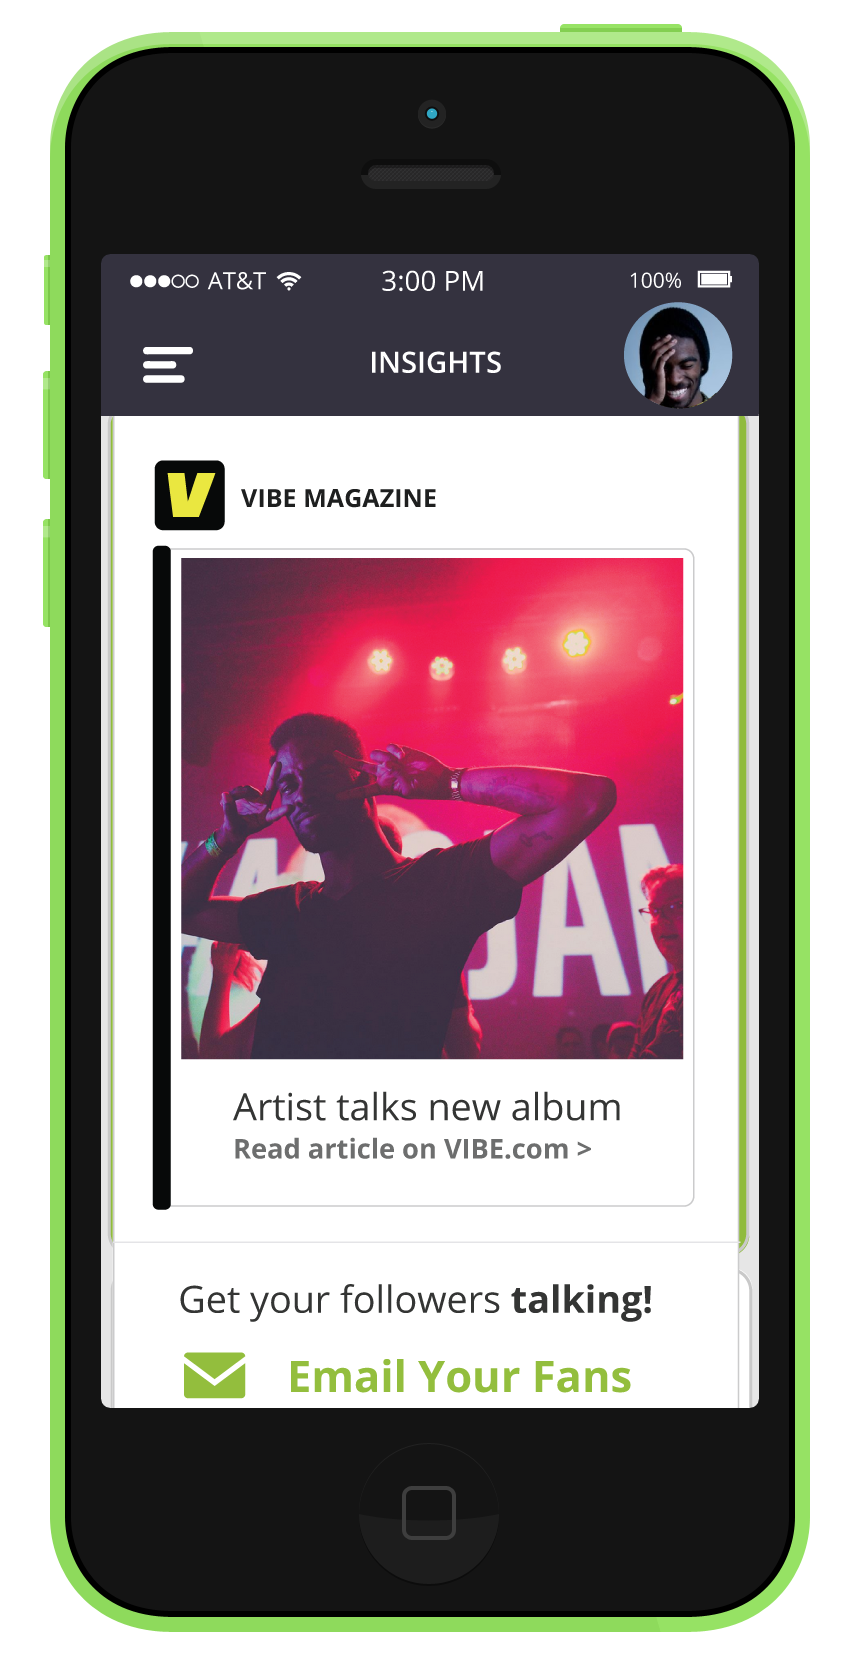 AT&T 3:00 PM 100%
INSIGHTS
V VIBE MAGAZINE
JAM
Artist talks new album
Read article on VIBE.com >
Get your followers talking!
Email Your Fans